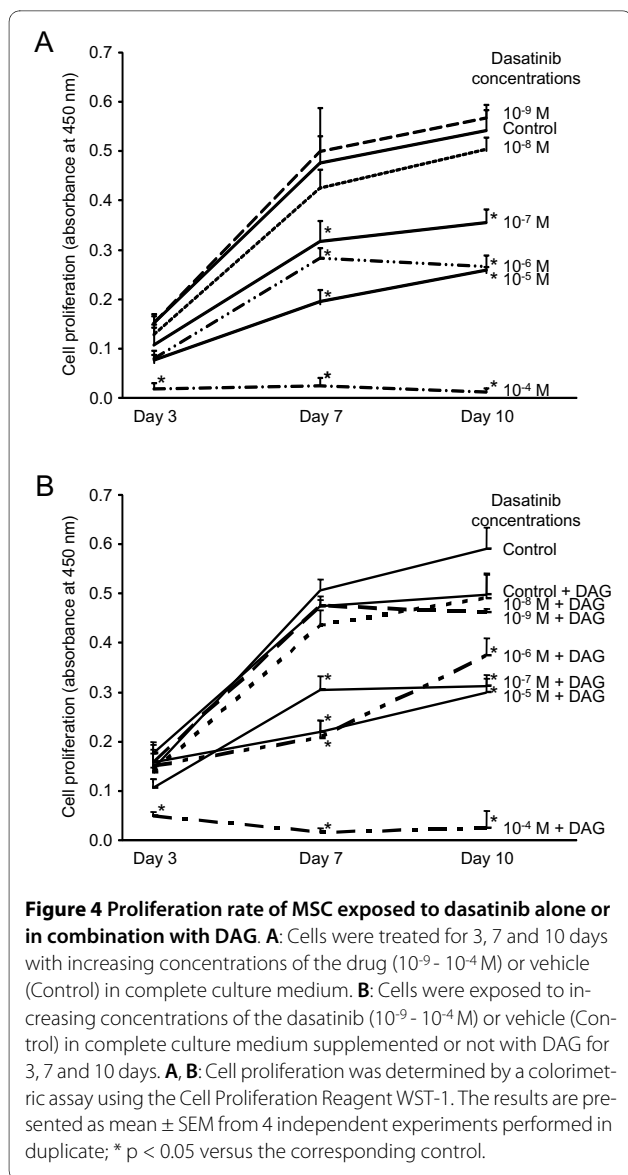 A
0.7
0.6
0.5
0.4
0.3
0.2
0.1
0.0
Cell proliferation (absorbance at 450 nm)
Dasatinib
concentrations
10-9 M
Control
10-8 M
* 10-7 M
* 10-6 M
* 10-5 M
* 10-4 M
*
*
*
*
*
Day 3
Day 7
Day 10
B
0.7
0.6
0.5
0.4
0.3
0.2
0.1
0.0
Cell proliferation (absorbance at 450 nm)
Dasatinib
concentrations
Control
Control + DAG
10-8 M + DAG
10-9 M + DAG
* 10-6 M + DAG
* 10-7 M + DAG
* 10-5 M + DAG
* 10-4 M + DAG
*
*
*
*
*
Day 3
Day 7
Day 10
Figure 4 Proliferation rate of MSC exposed to dasatinib alone or
in combination with DAG. A: Cells were treated for 3, 7 and 10 days
with increasing concentrations of the drug (10-9 - 10-4 M) or vehicle
(Control) in complete culture medium. B: Cells were exposed to in-
creasing concentrations of the dasatinib (10-9 - 10-4 M) or vehicle (Con-
trol) in complete culture medium supplemented or not with DAG for
3, 7 and 10 days. A, B: Cell proliferation was determined by a colorimet-
ric assay using the Cell Proliferation Reagent WST-1. The results are pre-
sented as mean ± SEM from 4 independent experiments performed in
duplicate; * p < 0.05 versus the corresponding control.